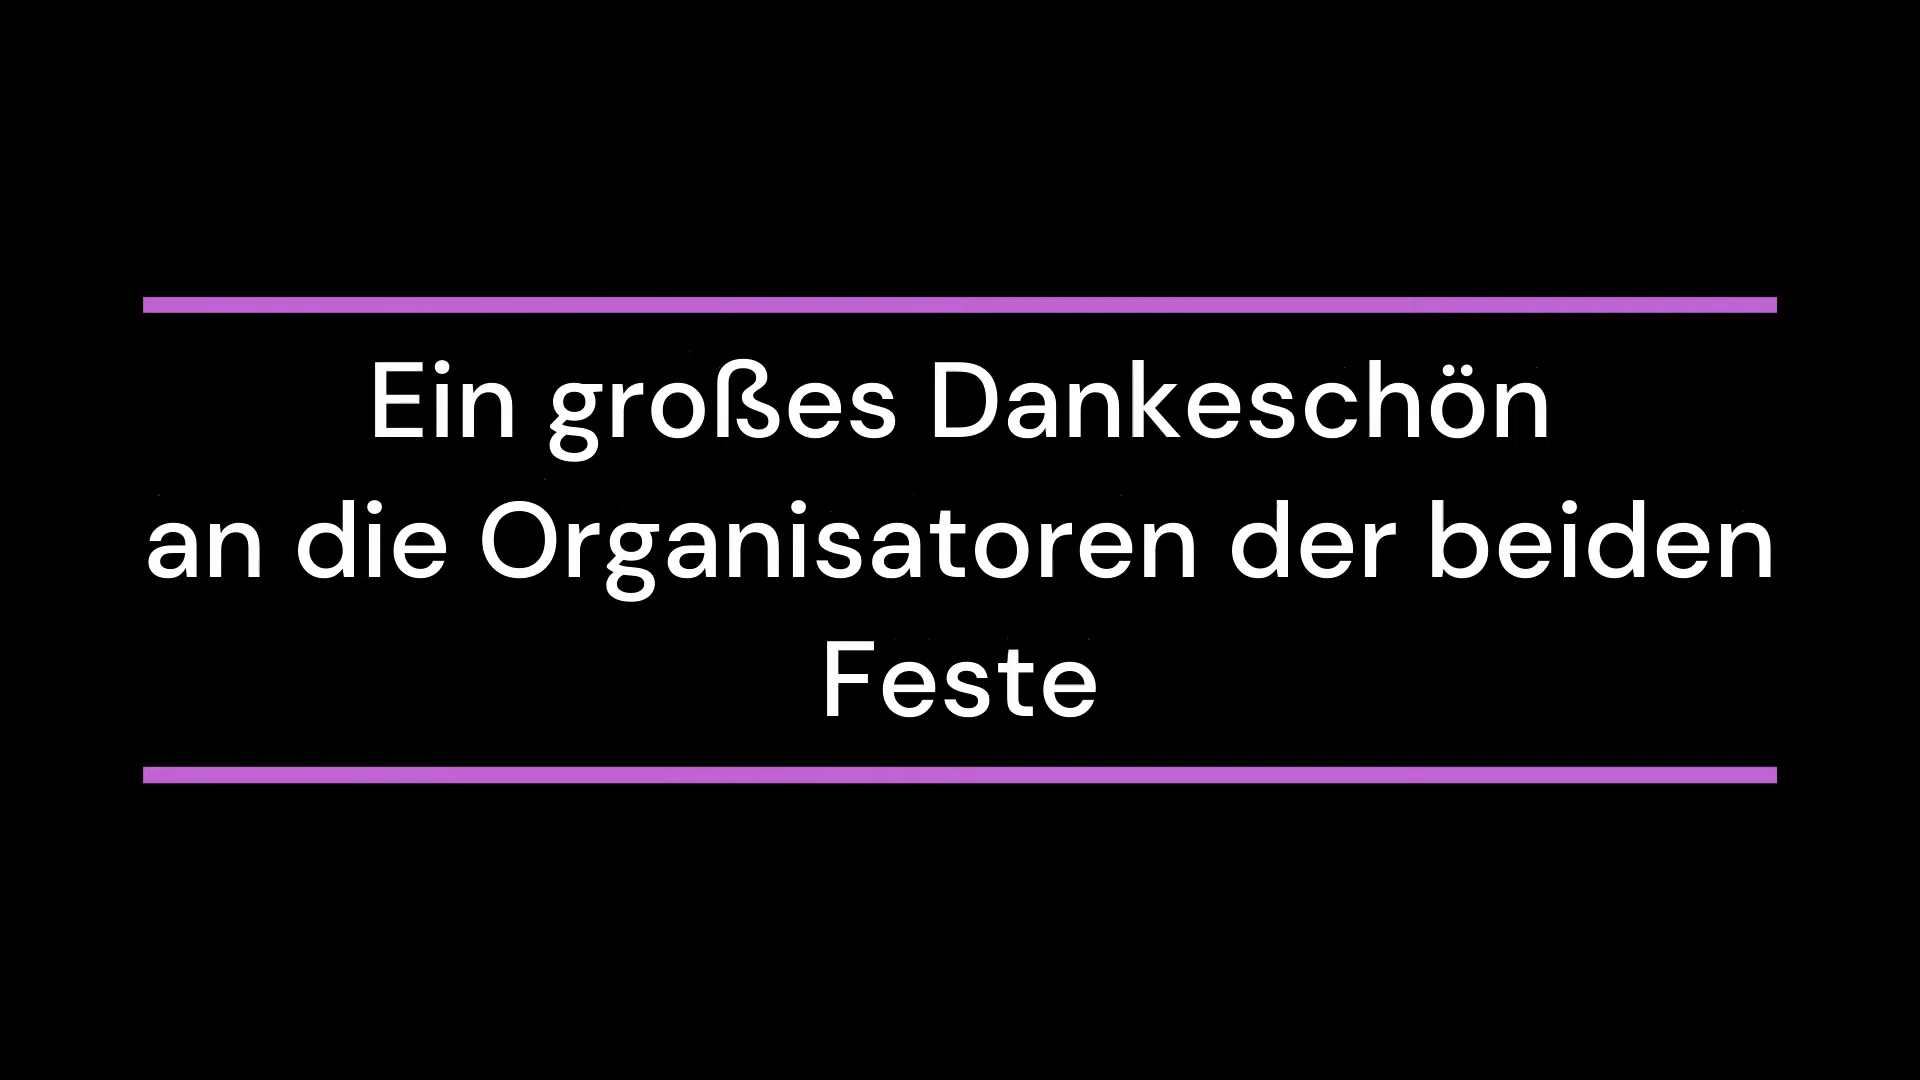 Ein großes Dankeschön
an die Organisatoren der beiden
Feste